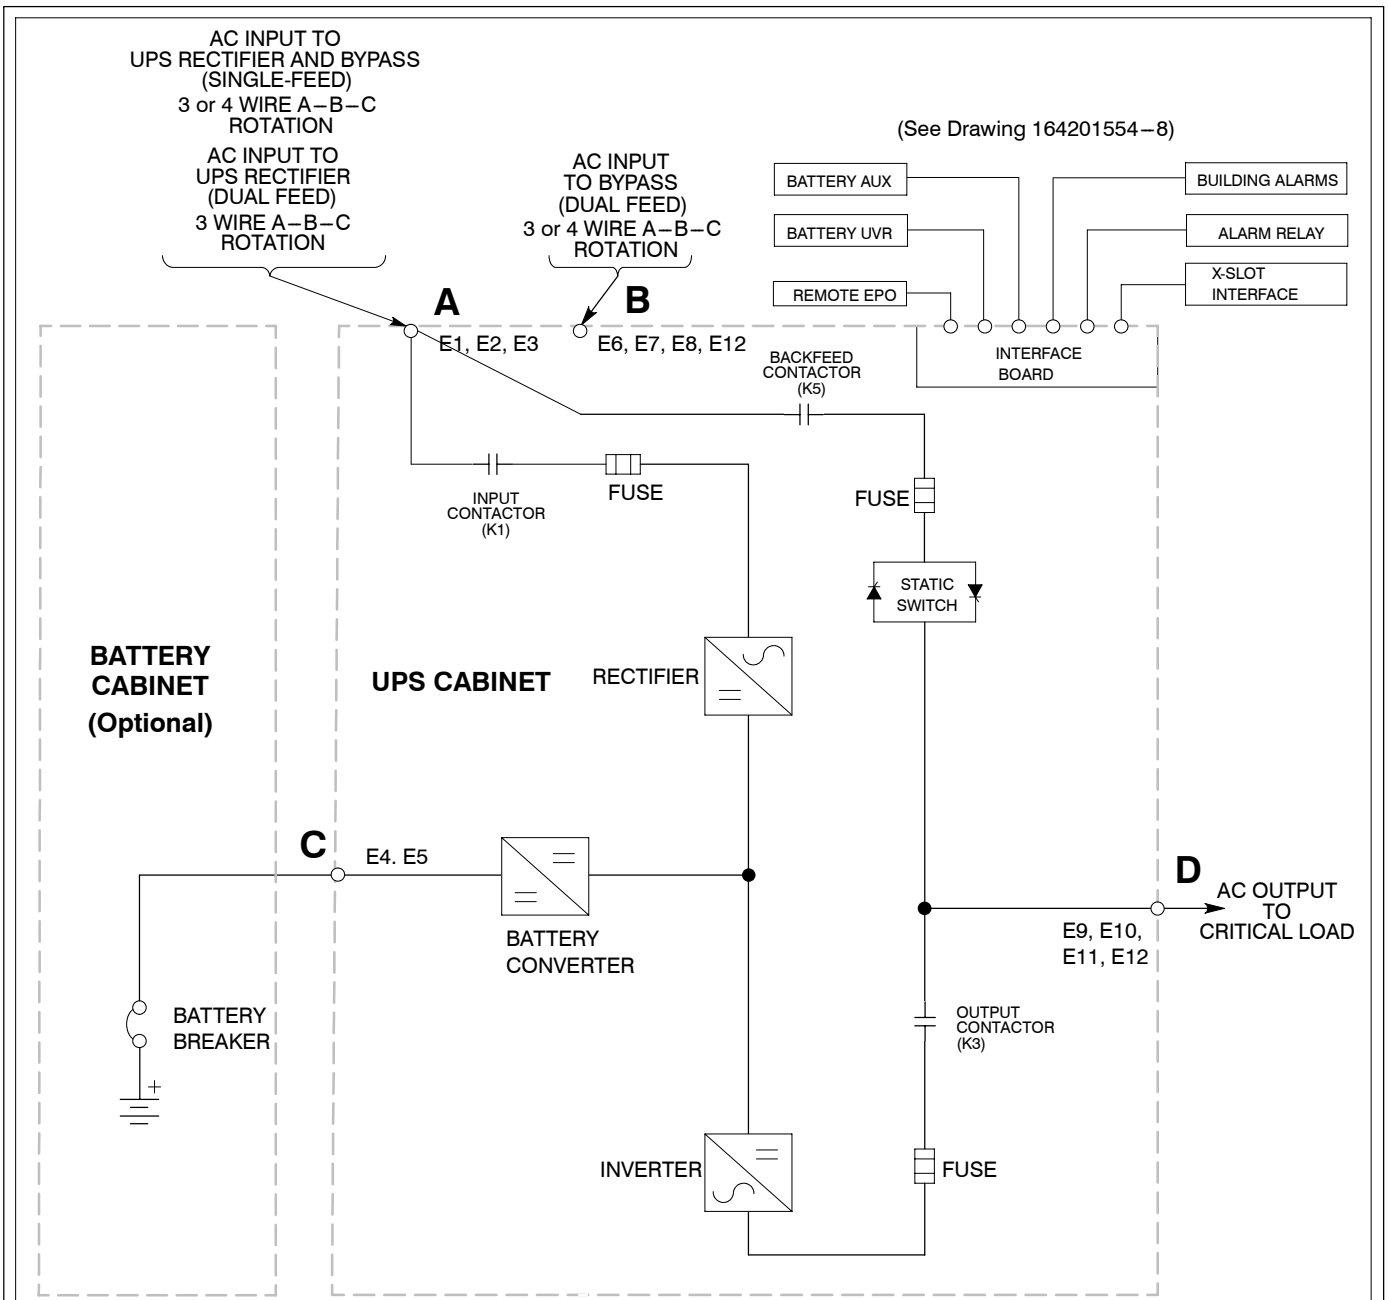 AC INPUT TO
UPS RECTIFIER AND BYPASS
(SINGLE-FEED)
3 or 4 WIRE A–B–C
ROTATION
AC INPUT TO
UPS RECTIFIER
(DUAL FEED)
3 WIRE A–B–C
ROTATION
AC INPUT
TO BYPASS
(DUAL FEED)
3 or 4 WIRE A–B–C
ROTATION
(See Drawing 164201554–8)
BATTERY AUX
BATTERY UVR
REMOTE EPO
BUILDING ALARMS
ALARM RELAY
X-SLOT
INTERFACE
A
E1, E2, E3
B
E6, E7, E8, E12
INTERFACE
BOARD
BACKFEED
CONTACTOR
(K5)
INPUT
CONTACTOR
(K1)
FUSE
FUSE
STATIC
SWITCH
BATTERY
CABINET
(Optional)
UPS CABINET
RECTIFIER
C
E4. E5
BATTERY
CONVERTER
D
AC OUTPUT
TO
CRITICAL LOAD
E9, E10,
E11, E12
BATTERY
BREAKER
+
OUTPUT
CONTACTOR
(K3)
INVERTER
FUSE